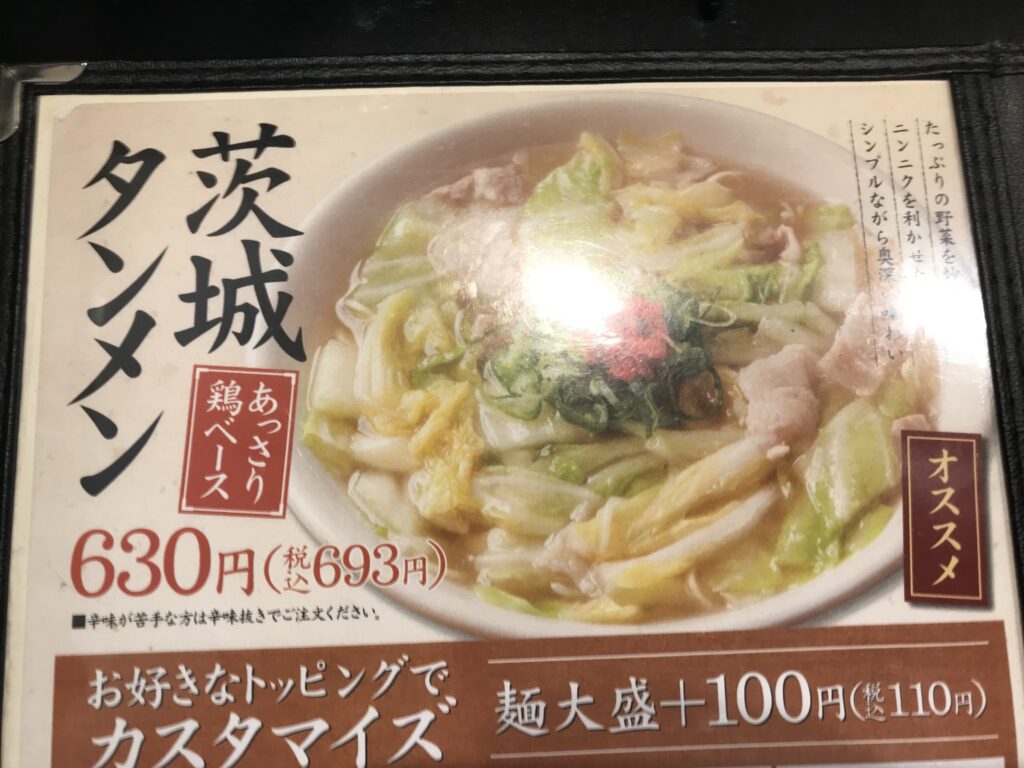 たっぷりの野菜を炒
ニンニクを利かせた
シンプルながら奥深い味わい
茨城
タンメン
あっさり
鶏ベース
オススメ
630円(税込693円)
■辛味が苦手な方は辛味抜きでご注文ください。
お好きなトッピングで
カスタマイズ
麺大盛+100円(税込110円)